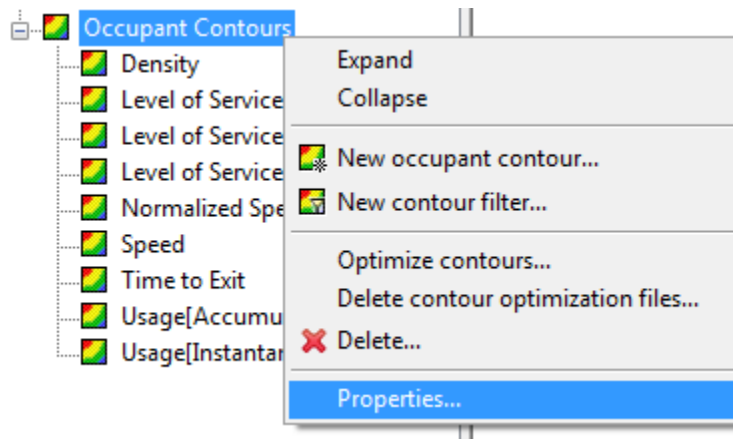 Occupant Contours
Density
Level of Service
Level of Service
Level of Service
Normalized Spe
Speed
Time to Exit
Usage[Accumu
Usage[Instantar
Expand
Collapse
New occupant contour...
New contour filter...
Optimize contours...
Delete contour optimization files...
Delete...
Properties...